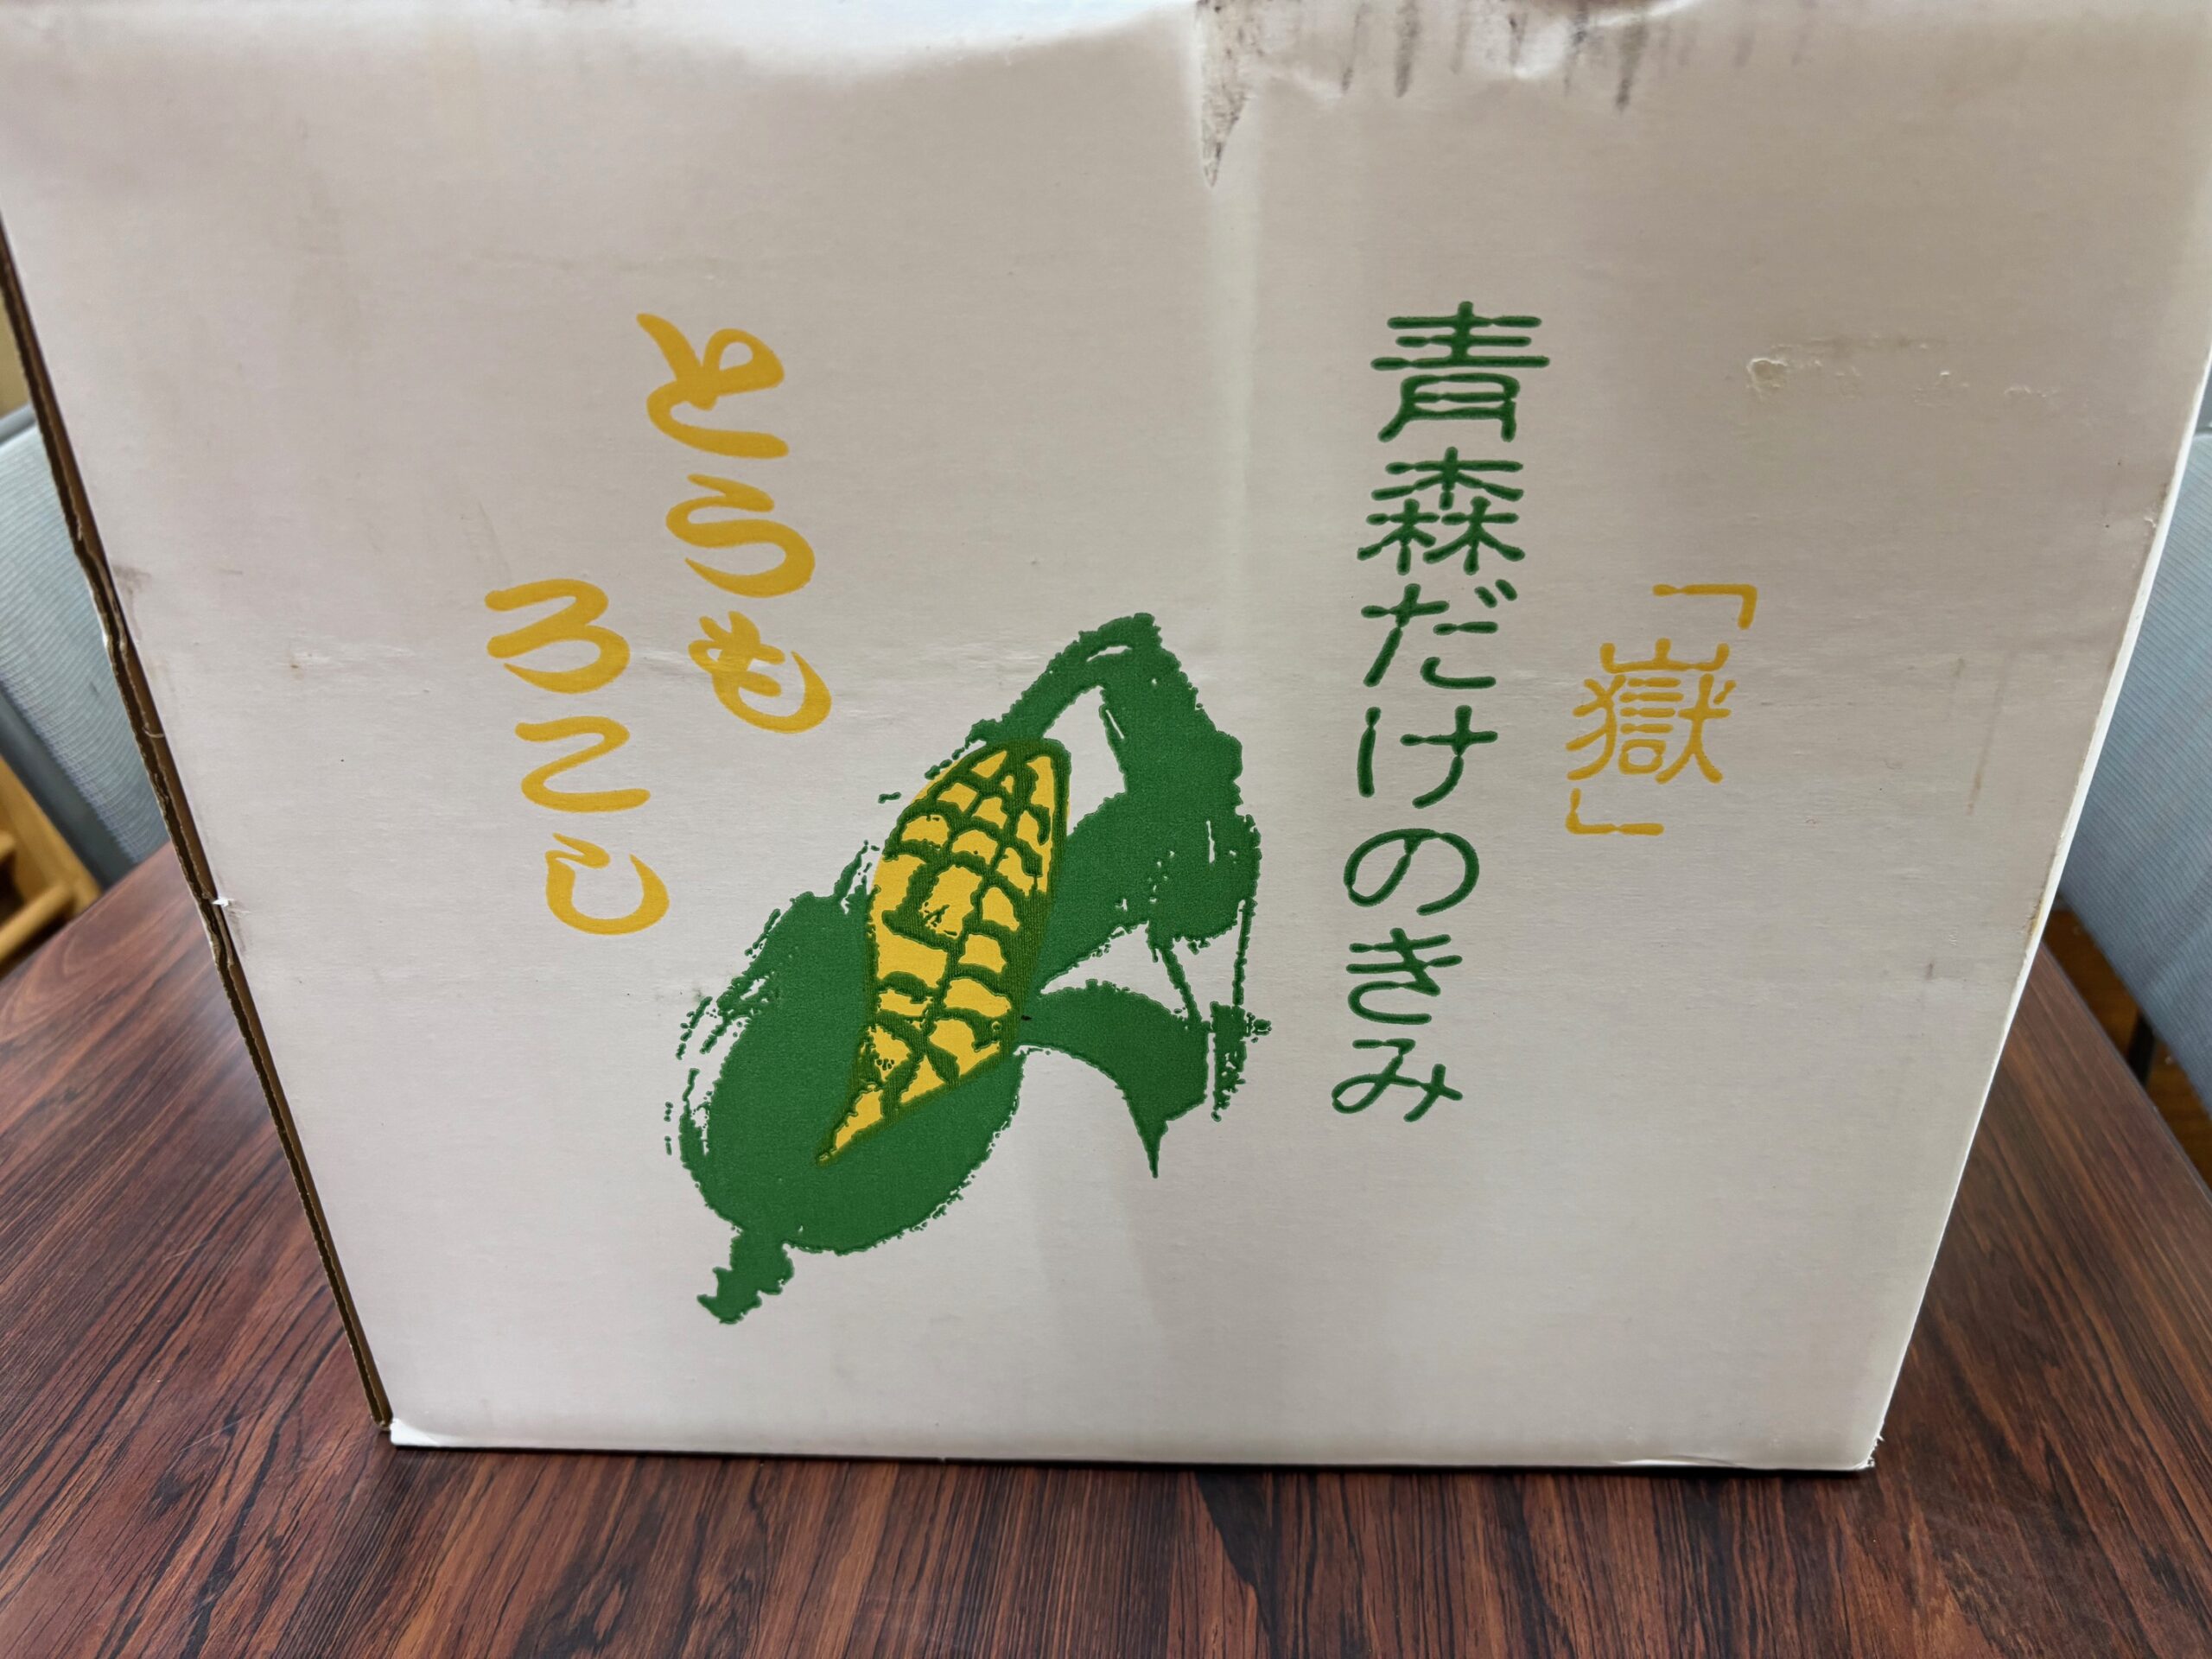 「嶽」
青森だけのきみ
とうも
ろこし